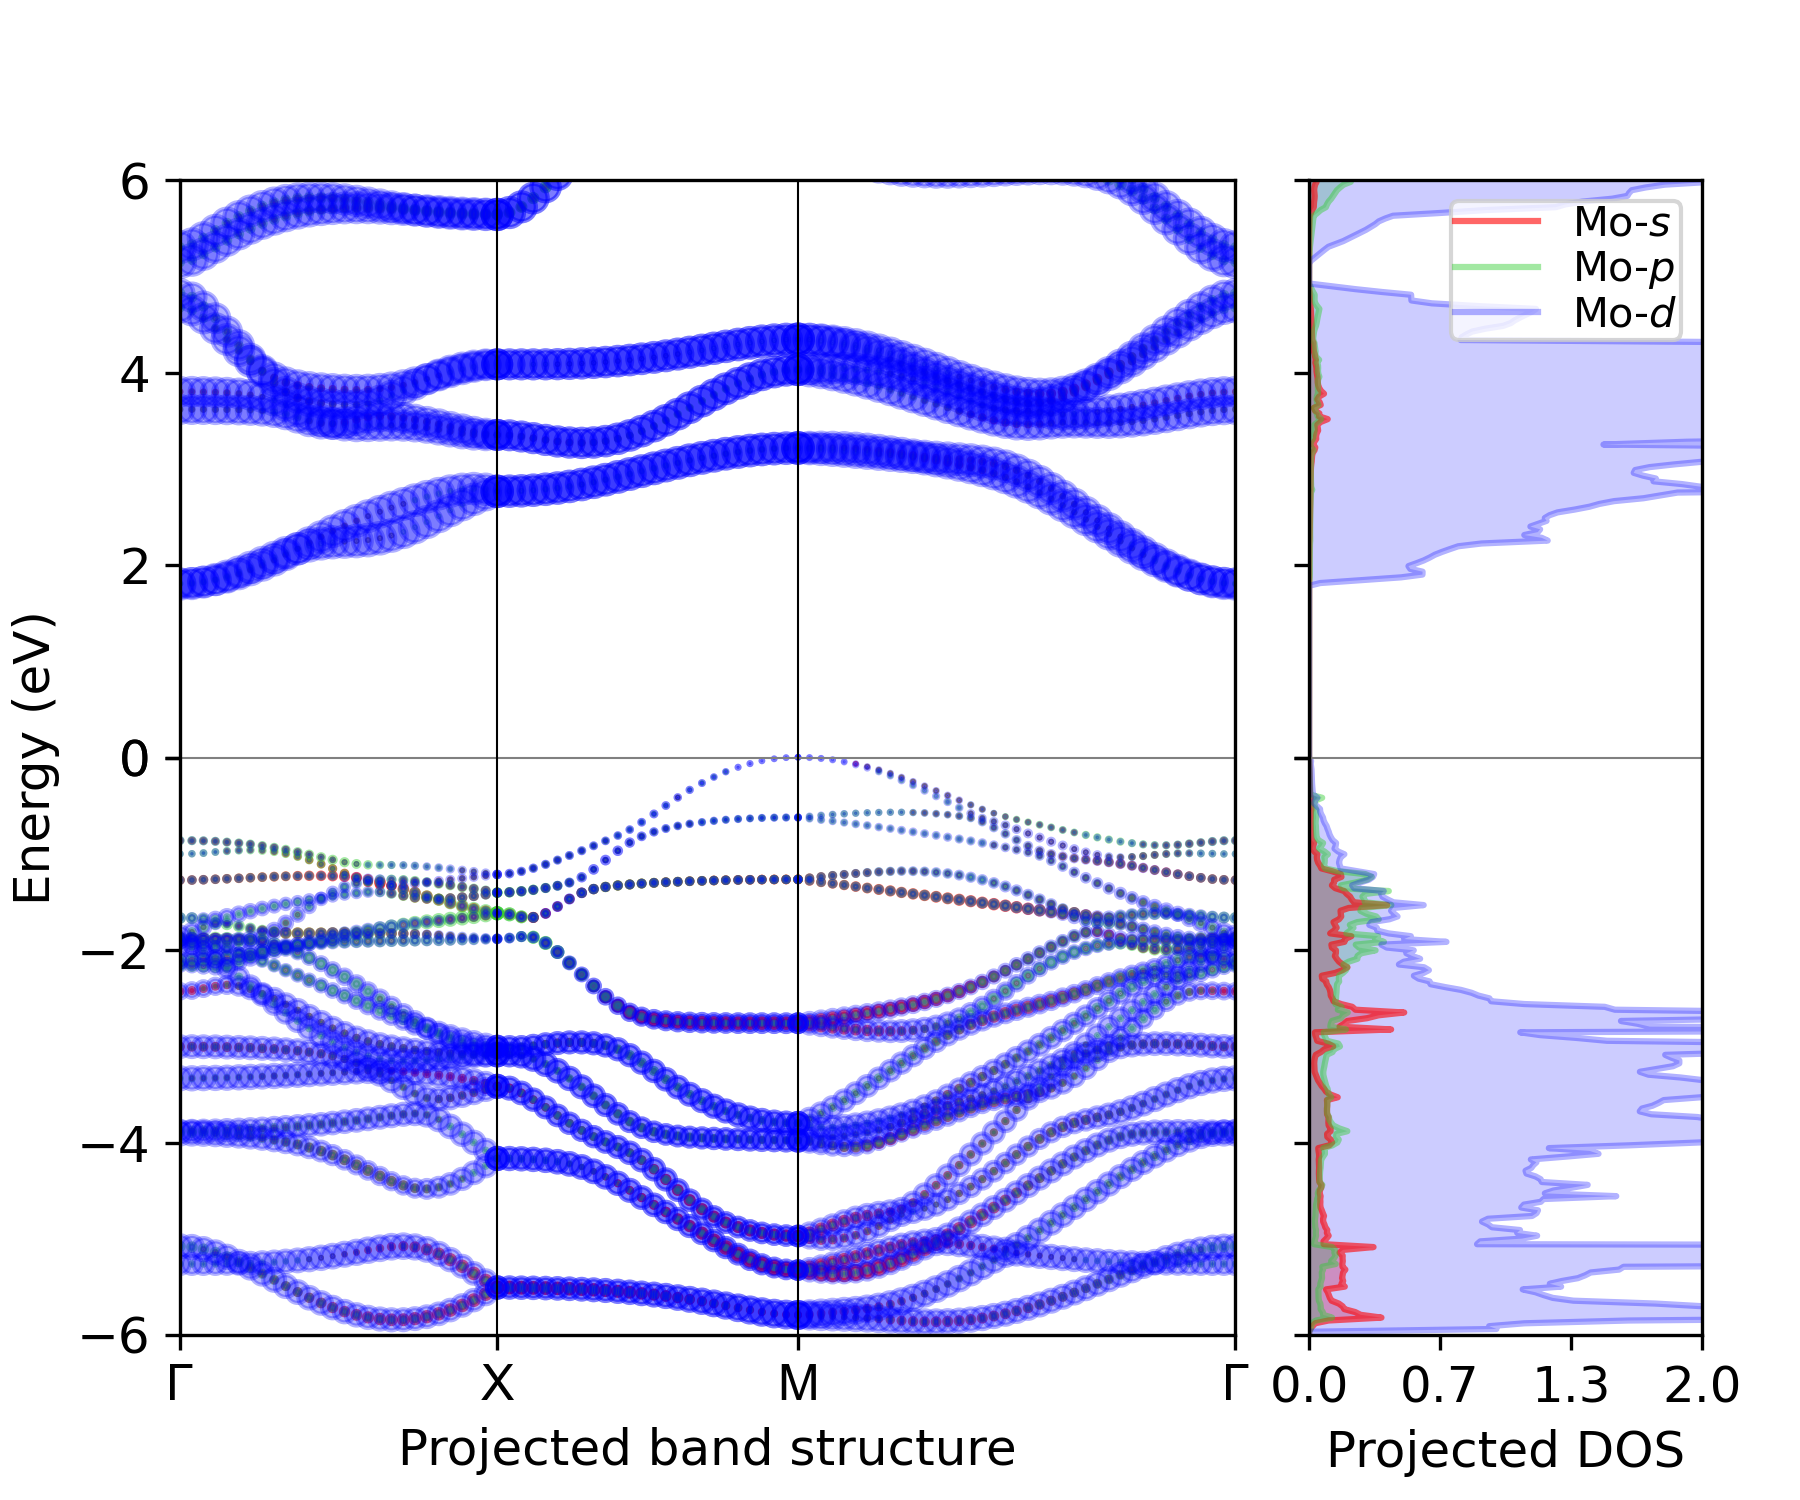 6
4
2
0
−2
−4
−6
Energy (eV)
Γ X M Γ
Projected band structure
Mo-s
Mo-p
Mo-d
0.0 0.7 1.3 2.0
Projected DOS